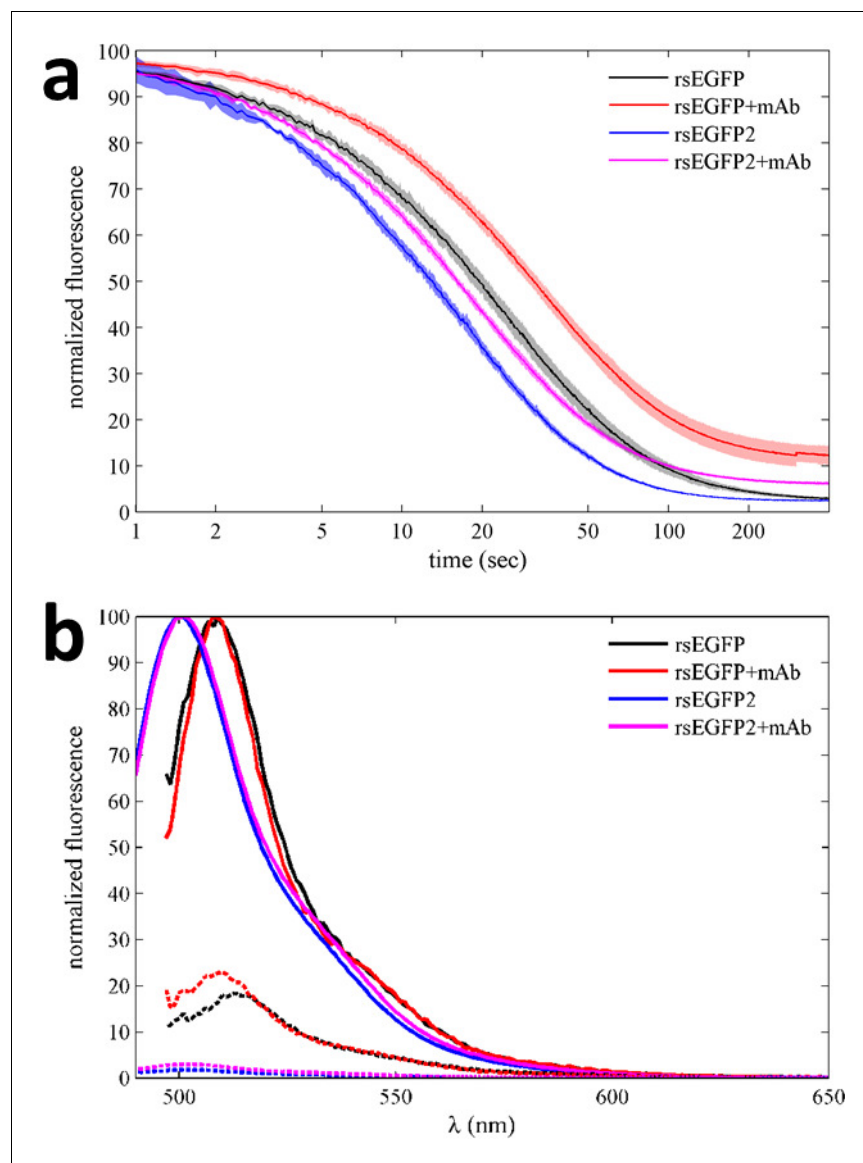 a
100
90
80
70
60
50
40
30
20
10
0
normalized fluorescence
rsEGFP
rsEGFP+mAb
rsEGFP2
rsEGFP2+mAb
1 2 5 10 20 50 100 200
time (sec)
b
100
90
80
70
60
50
40
30
20
10
0
normalized fluorescence
rsEGFP
rsEGFP+mAb
rsEGFP2
rsEGFP2+mAb
500 550 600 650
λ (nm)